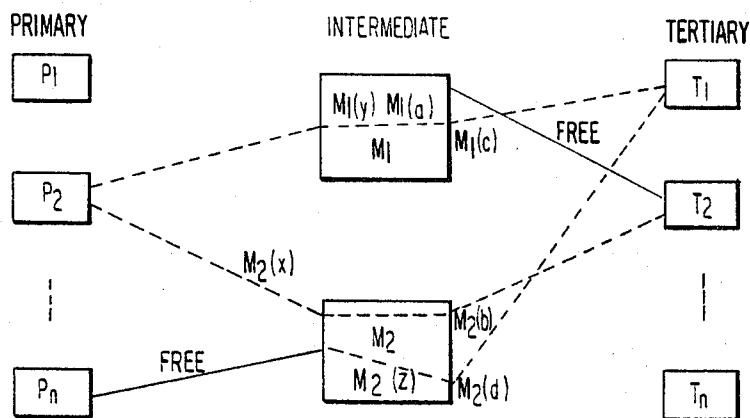 PRIMARY INTERMEDIATE TERTIARY
P1
M1(y) M1(a)
M1
M1(c)
T1
FREE
P2
T2
M2(x)
M2
M2(b)
FREE
M2 (z̄)
M2(d)
Pn
Tn